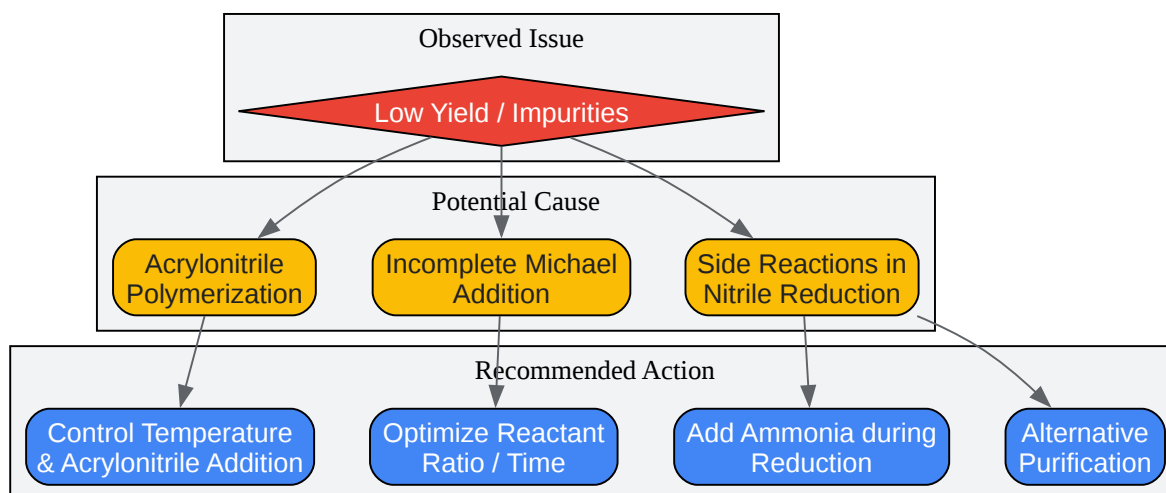 Observed Issue
Low Yield / Impurities
Potential Cause
Acrylonitrile
Polymerization
Incomplete Michael
Addition
Side Reactions in
Nitrile Reduction
Recommended Action
Control Temperature
& Acrylonitrile Addition
Optimize Reactant
Ratio / Time
Add Ammonia during
Reduction
Alternative
Purification